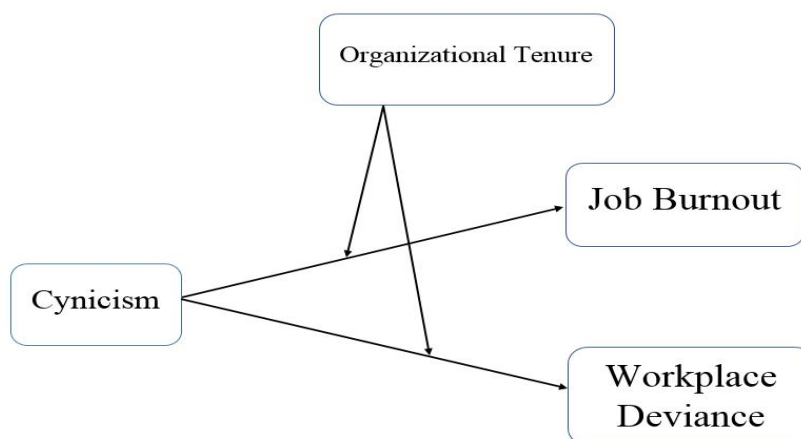 Organizational Tenure
Job Burnout
Cynicism
Workplace
Deviance